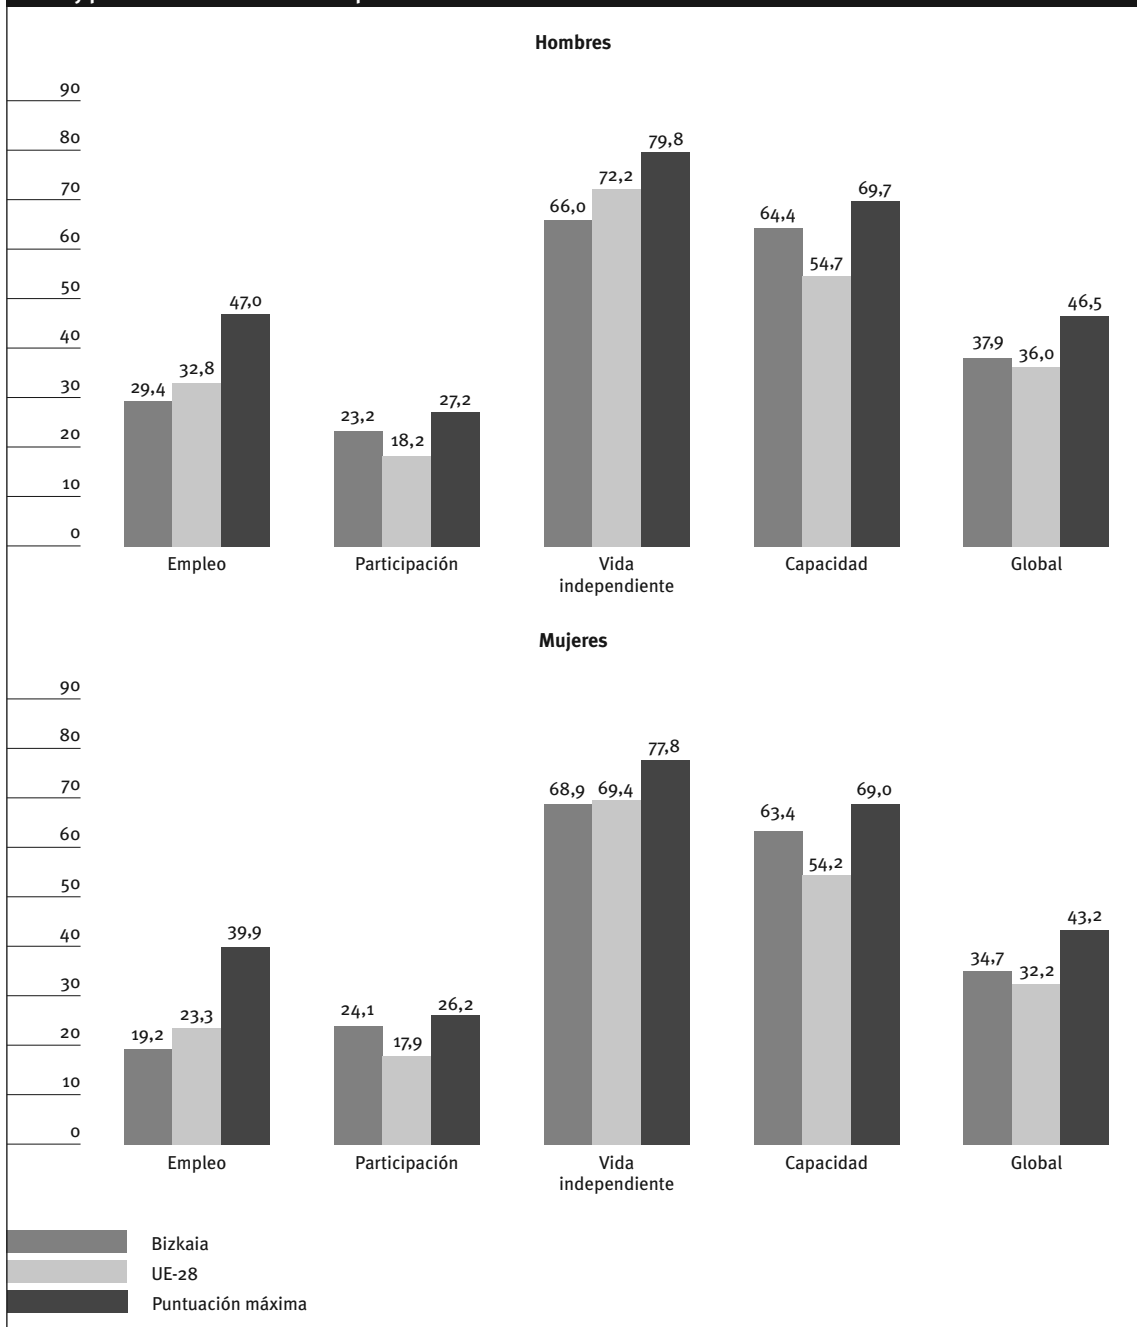 Hombres
90
80
70
60
50
40
30
20
10
0
29,4 32,8 47,0
23,2 18,2 27,2
66,0 72,2 79,8
64,4 54,7 69,7
37,9 36,0 46,5
Empleo Participación Vida independiente Capacidad Global
Mujeres
90
80
70
60
50
40
30
20
10
0
19,2 23,3 39,9
24,1 17,9 26,2
68,9 69,4 77,8
63,4 54,2 69,0
34,7 32,2 43,2
Empleo Participación Vida independiente Capacidad Global
Bizkaia
UE-28
Puntuación máxima